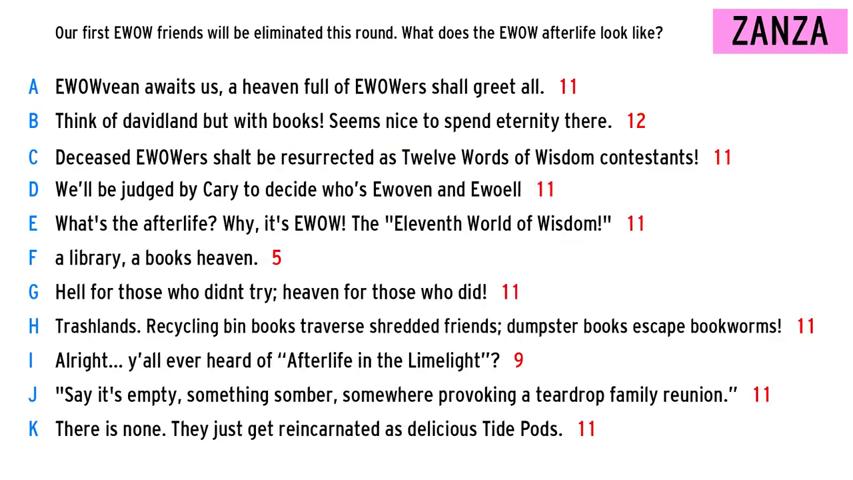 Our first EWOW friends will be eliminated this round. What does the EWOW afterlife look like?
ZANZA
A EWOWvean awaits us, a heaven full of EWOWers shall greet all. 11
B Think of davidland but with books! Seems nice to spend eternity there. 12
C Deceased EWOWers shalt be resurrected as Twelve Words of Wisdom contestants! 11
D We’ll be judged by Cary to decide who’s Ewoven and Ewoell 11
E What's the afterlife? Why, it's EWOW! The "Eleventh World of Wisdom!" 11
F a library, a books heaven. 5
G Hell for those who didnt try; heaven for those who did! 11
H Trashlands. Recycling bin books traverse shredded friends; dumpster books escape bookworms! 11
I Alright... y’all ever heard of “Afterlife in the Limelight”? 9
J "Say it's empty, something somber, somewhere provoking a teardrop family reunion.” 11
K There is none. They just get reincarnated as delicious Tide Pods. 11